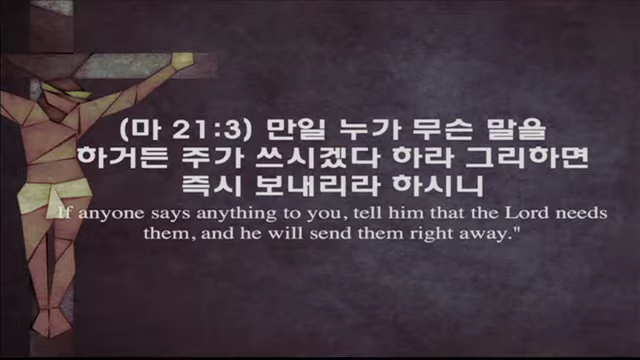 (마 21:3) 만일 누가 무슨 말을
하거든 주가 쓰시겠다 하라 그리하면
즉시 보내리라 하시니
If anyone says anything to you, tell him that the Lord needs
them, and he will send them right away."